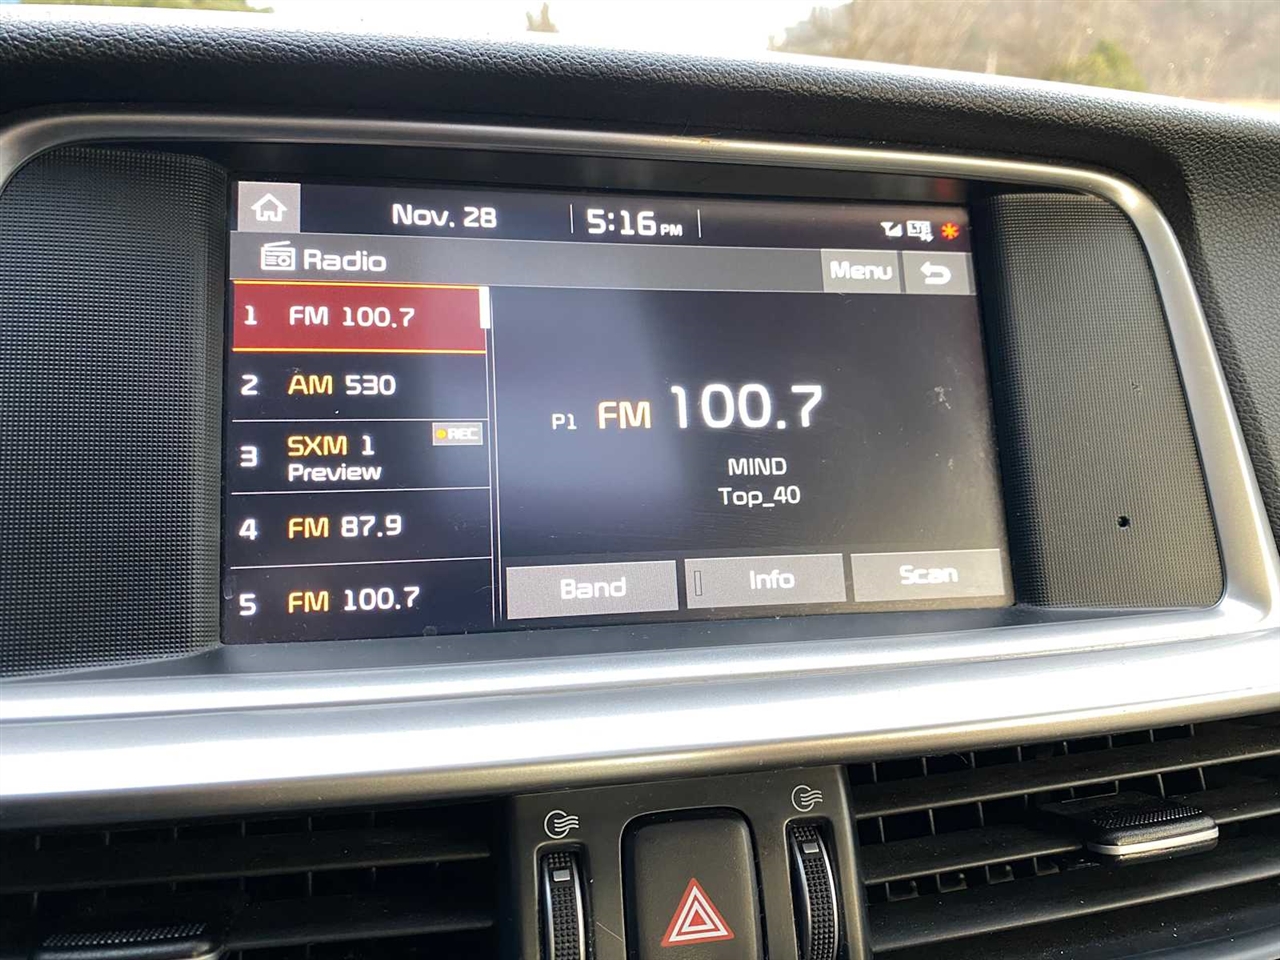 Nov. 28
5:16 PM
LTE
Radio
Menu
1 FM 100.7
2 AM 530
3 SXM 1
REC
Preview
4 FM 87.9
5 FM 100.7
P1 FM 100.7
MIND
Top_40
Band
Info
Scan